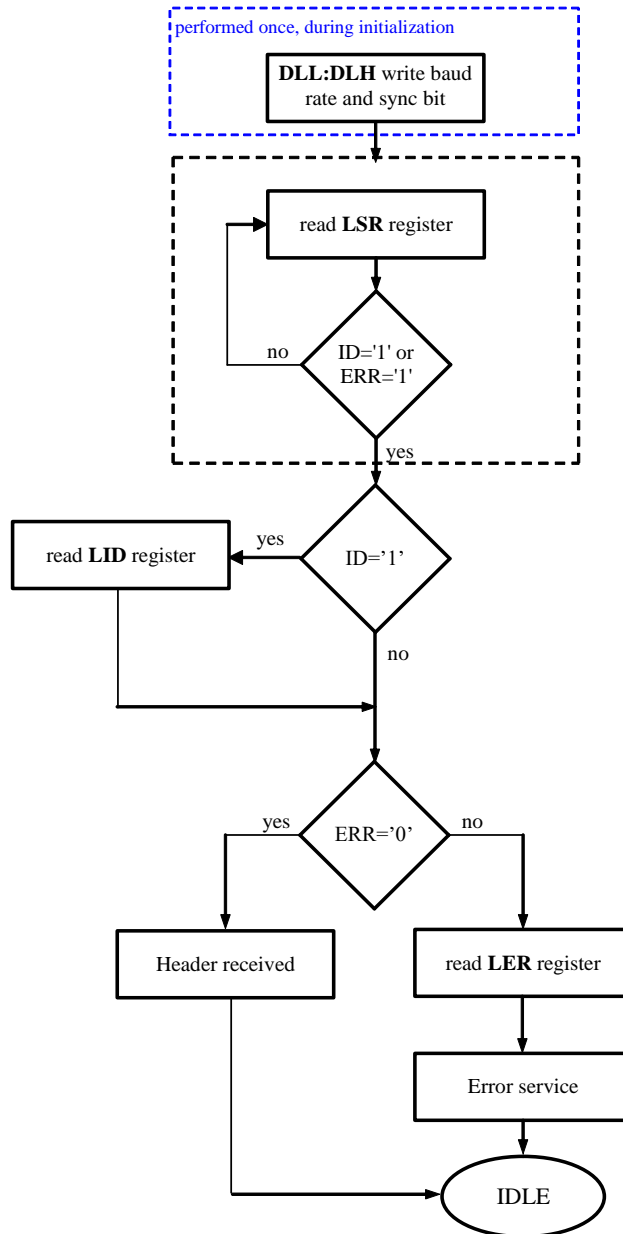 performed once, during initialization
DLL:DLH write baud
rate and sync bit
read LSR register
no
ID='1' or
ERR='1'
yes
read LID register
yes
ID=’1’
no
yes
ERR=’0’
no
Header received
read LER register
Error service
IDLE